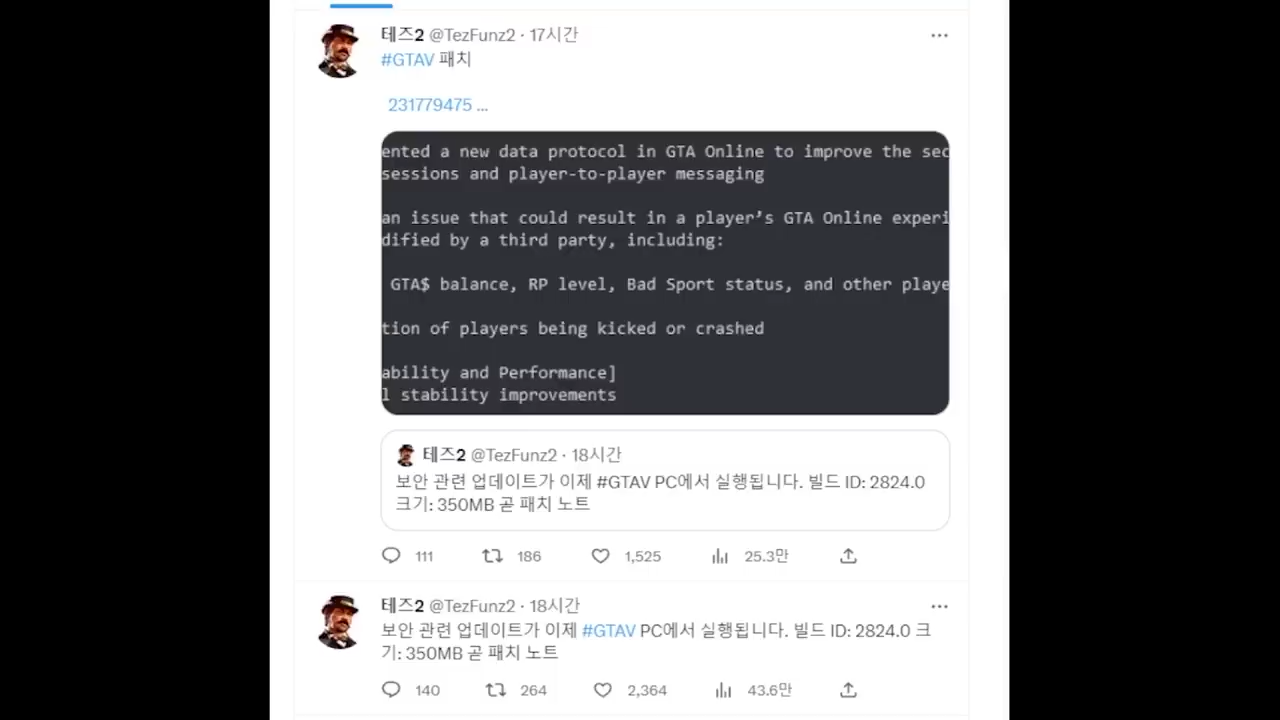 테즈2 @TezFunz2 · 17시간
#GTAV 패치
231779475 ...
ented a new data protocol in GTA Online to improve the sec
sessions and player-to-player messaging
an issue that could result in a player’s GTA Online experi
dified by a third party, including:
GTA$ balance, RP level, Bad Sport status, and other playe
tion of players being kicked or crashed
ability and Performance]
l stability improvements
테즈2 @TezFunz2 · 18시간
보안 관련 업데이트가 이제 #GTAV PC에서 실행됩니다. 빌드 ID: 2824.0
크기: 350MB 곧 패치 노트
111 186 1,525 25.3만
테즈2 @TezFunz2 · 18시간
보안 관련 업데이트가 이제 #GTAV PC에서 실행됩니다. 빌드 ID: 2824.0 크
기: 350MB 곧 패치 노트
140 264 2,364 43.6만